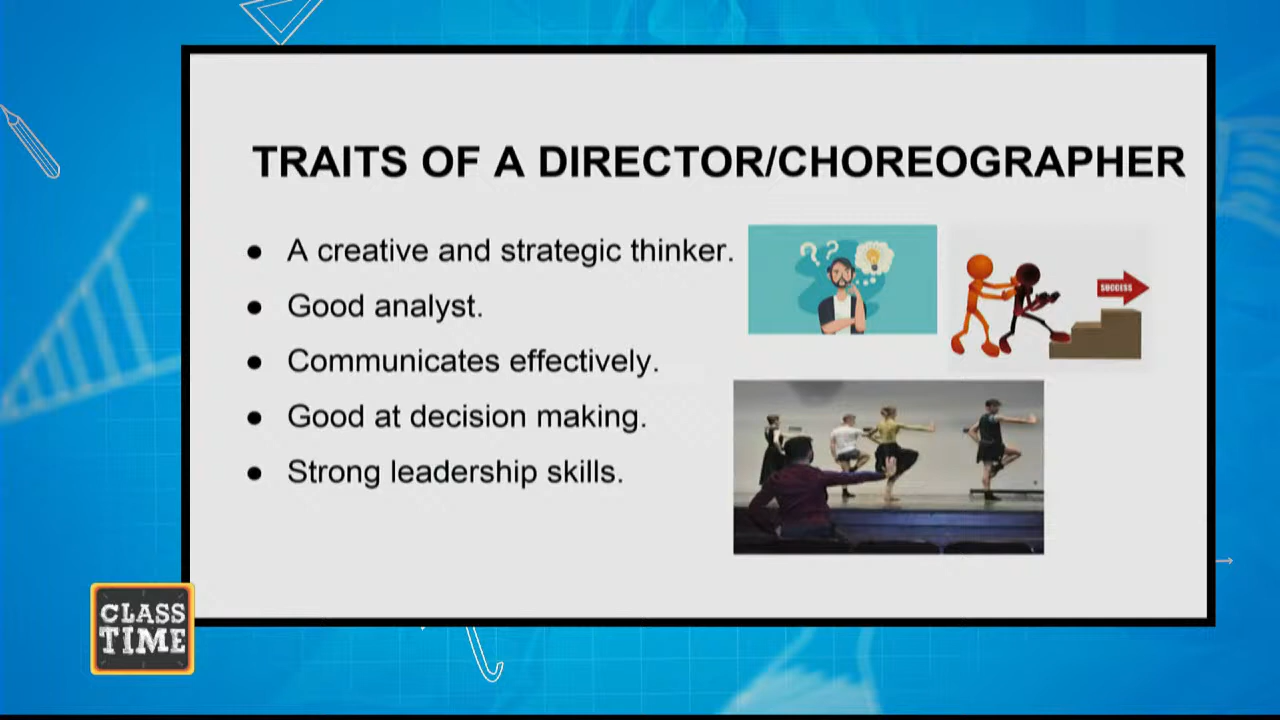 TRAITS OF A DIRECTOR/CHOREOGRAPHER
● A creative and strategic thinker.
● Good analyst.
● Communicates effectively.
● Good at decision making.
● Strong leadership skills.
? ?
SUCCESS
CLASS
TIME